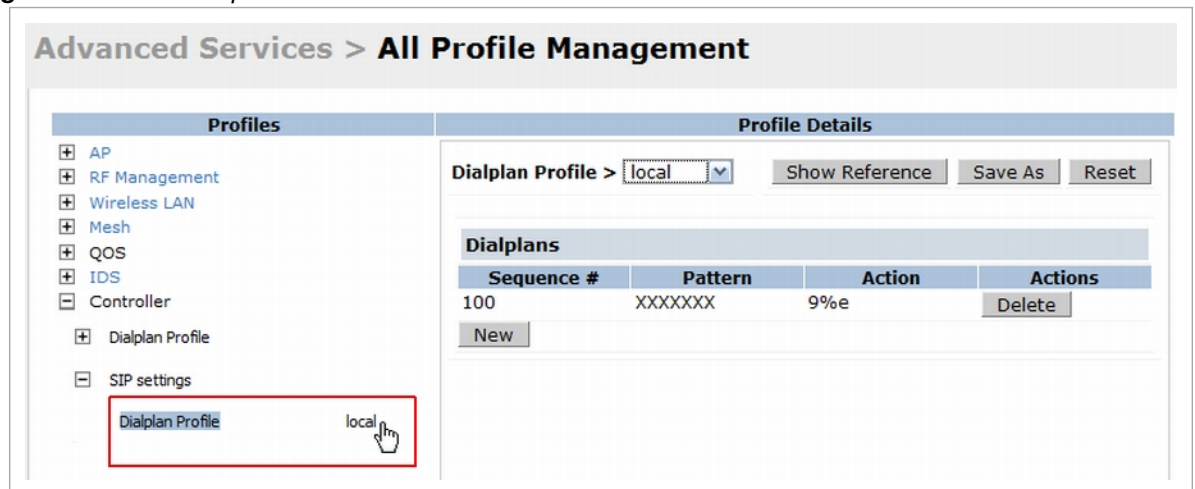 Advanced Services > All Profile Management
Profiles
AP
RF Management
Wireless LAN
Mesh
QOS
IDS
Controller
Dialplan Profile
SIP settings
Dialplan Profile local
Profile Details
Dialplan Profile > local Show Reference Save As Reset
Dialplans
Sequence # Pattern Action Actions
100 XXXXXXX 9%e Delete
New